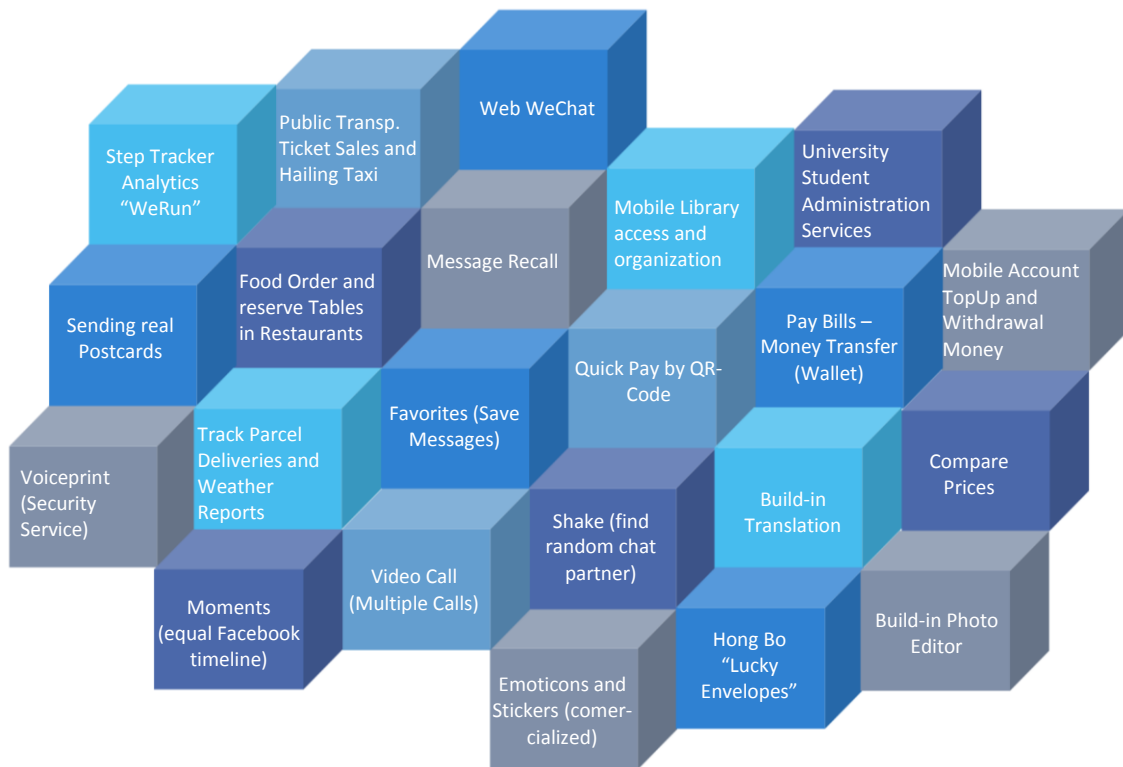 Web WeChat
Public Transp.
Ticket Sales and
Hailing Taxi
Step Tracker
Analytics
“WeRun”
University
Student
Administration
Services
Mobile Library
access and
organization
Message Recall
Food Order and
reserve Tables
in Restaurants
Sending real
Postcards
Mobile Account
TopUp and
Withdrawal
Money
Pay Bills –
Money Transfer
(Wallet)
Quick Pay by QR-
Code
Favorites (Save
Messages)
Track Parcel
Deliveries and
Weather
Reports
Voiceprint
(Security
Service)
Compare
Prices
Build-in
Translation
Shake (find
random chat
partner)
Video Call
(Multiple Calls)
Moments
(equal Facebook
timeline)
Build-in Photo
Editor
Hong Bo
“Lucky
Envelopes”
Emoticons and
Stickers (comer-
cialized)